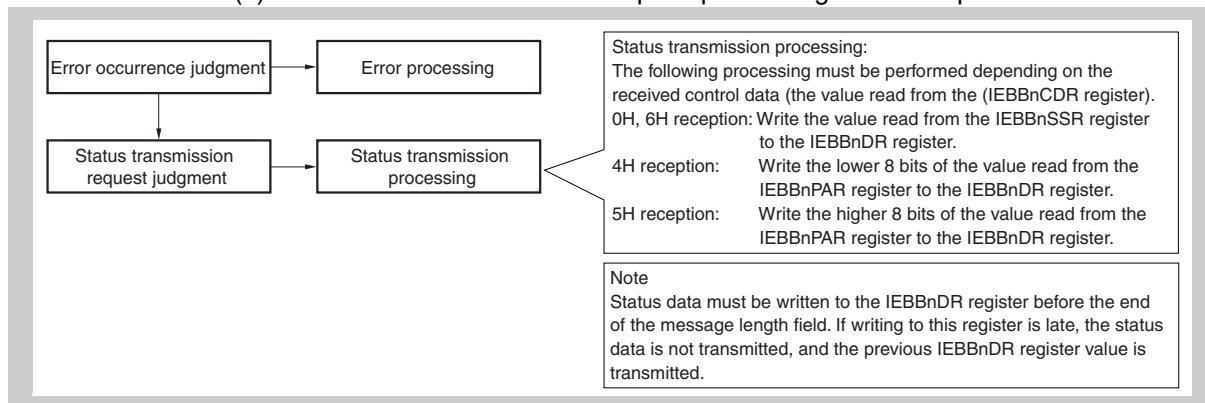 Error occurrence judgment
Error processing
Status transmission
request judgment
Status transmission
processing
Status transmission processing:
The following processing must be performed depending on the
received control data (the value read from the (IEBBnCDR register).
0H, 6H reception: Write the value read from the IEBBnSSR register
to the IEBBnDR register.
4H reception: Write the lower 8 bits of the value read from the
IEBBnPAR register to the IEBBnDR register.
5H reception: Write the higher 8 bits of the value read from the
IEBBnPAR register to the IEBBnDR register.
Note
Status data must be written to the IEBBnDR register before the end
of the message length field. If writing to this register is late, the status
data is not transmitted, and the previous IEBBnDR register value is
transmitted.